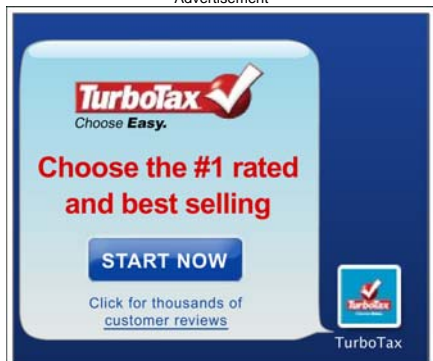 Advertisement
TurboTax
Choose Easy.
Choose the #1 rated
and best selling
START NOW
Click for thousands of
customer reviews
TurboTax
TurboTax